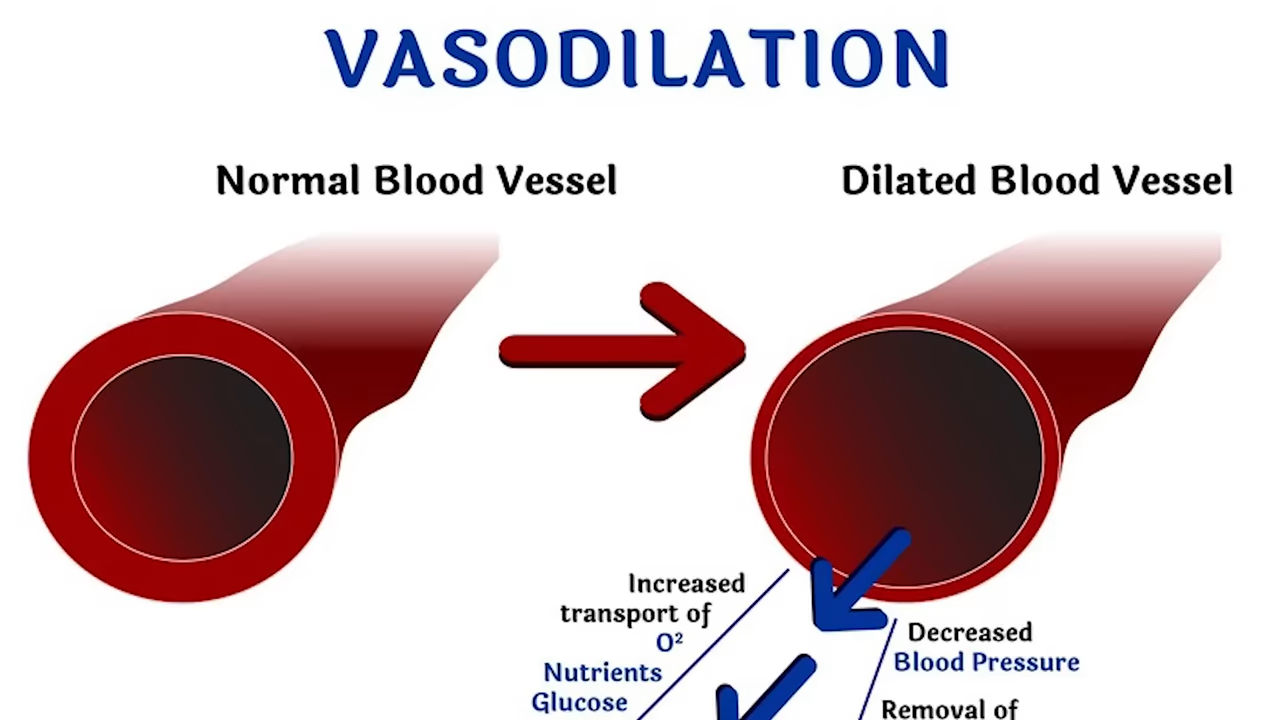 VASODILATION
Normal Blood Vessel
Dilated Blood Vessel
Increased
transport of
O²
Nutrients
Glucose
Decreased
Blood Pressure
Removal of